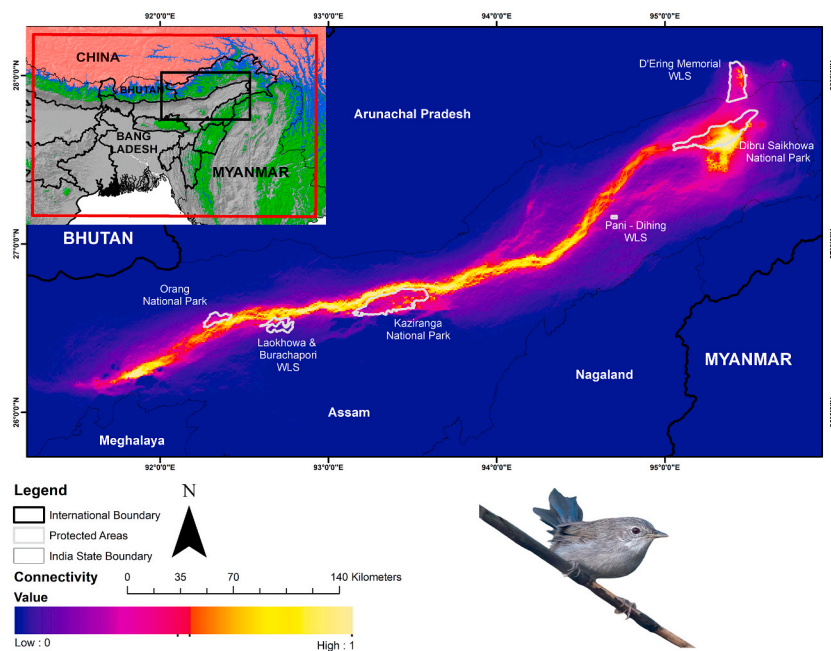 92°0'0"E
93°0'0"E
94°0'0"E
95°0'0"E
28°0'0"N
27°0'0"N
26°0'0"N
CHINA
BHUTAN
BANG
LADESH
MYANMAR
D'Ering Memorial
WLS
Arunachal Pradesh
Dibru Saikhowa
National Park
Pani - Dihing
WLS
BHUTAN
Orang
National Park
Laokhowa &
Burachapori
WLS
Kaziranga
National Park
MYANMAR
Nagaland
Assam
Meghalaya
92°0'0"E
93°0'0"E
94°0'0"E
95°0'0"E
Legend
International Boundary
Protected Areas
India State Boundary
N
Connectivity
0 35 70 140 Kilometers
Value
Low : 0
High : 1